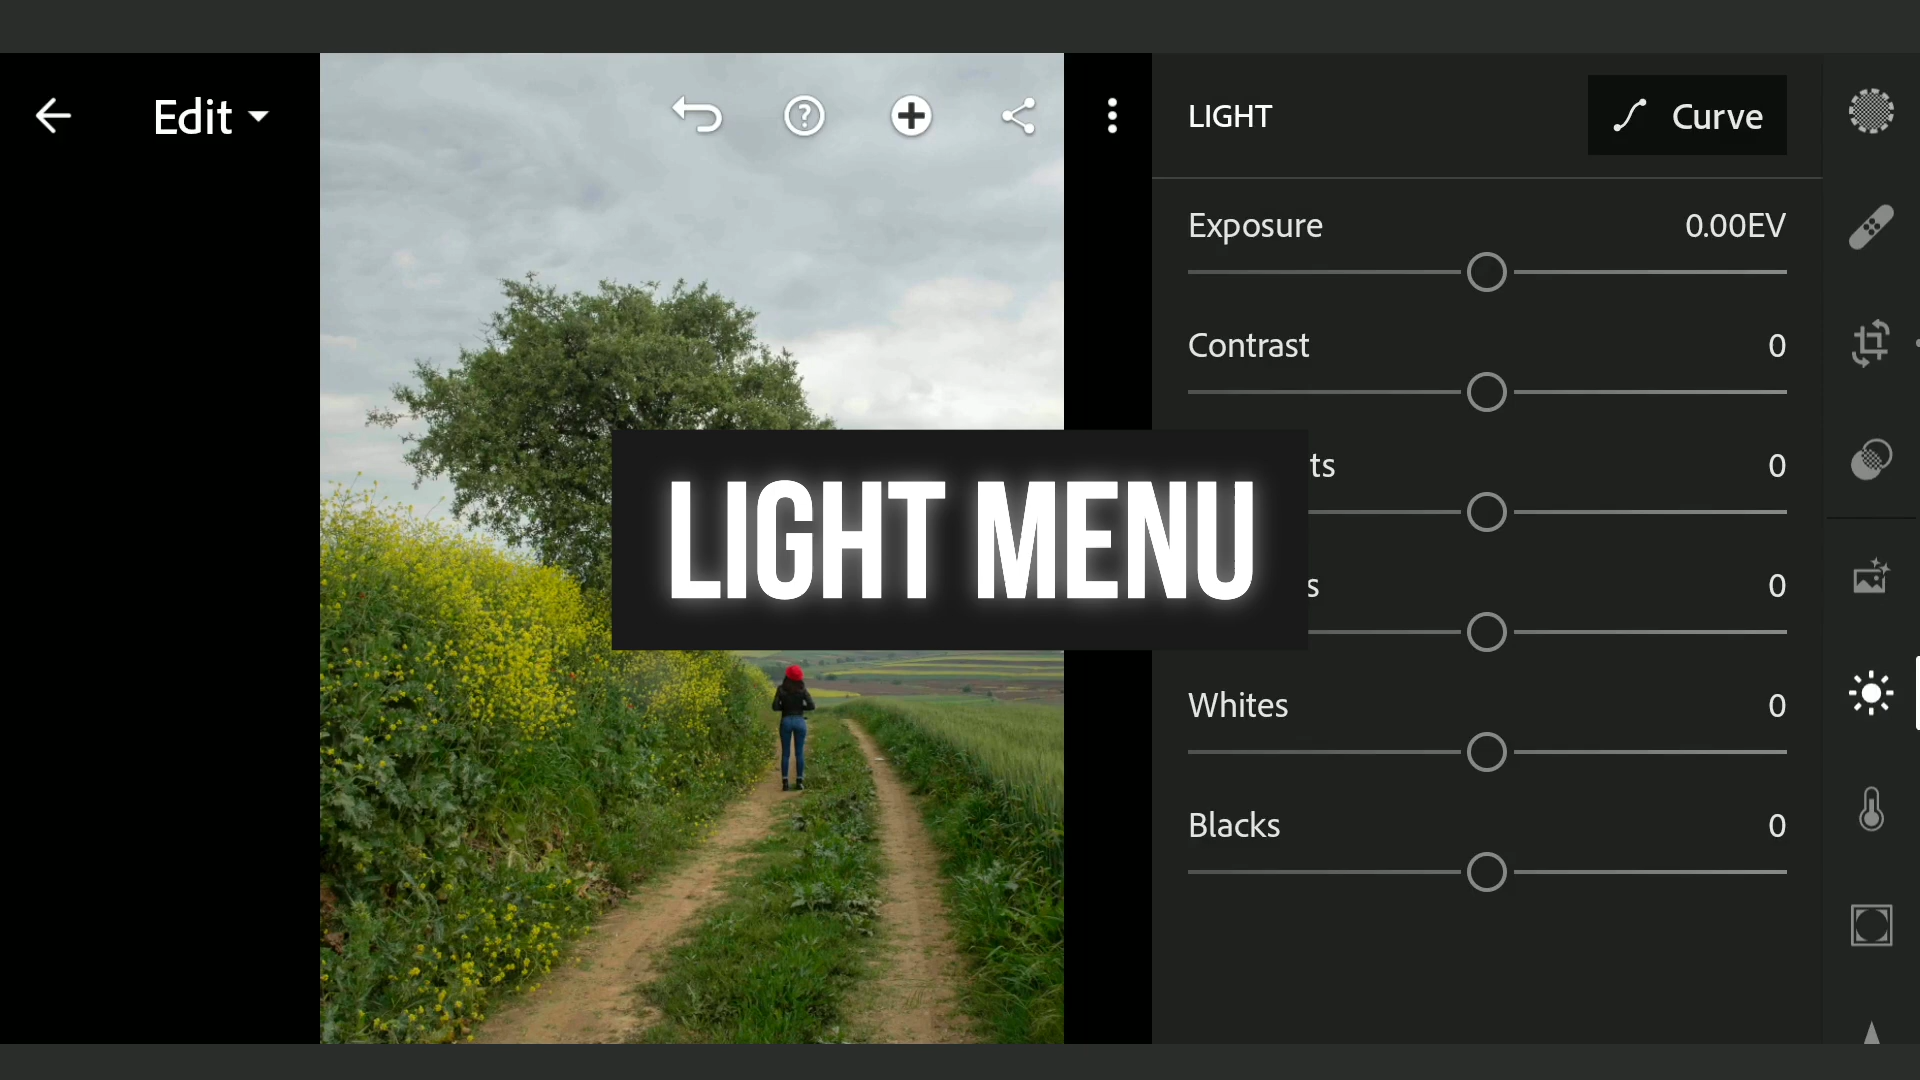 Edit
LIGHT
Curve
Exposure 0.00EV
Contrast 0
ts 0
LIGHT MENU
s 0
Whites 0
Blacks 0